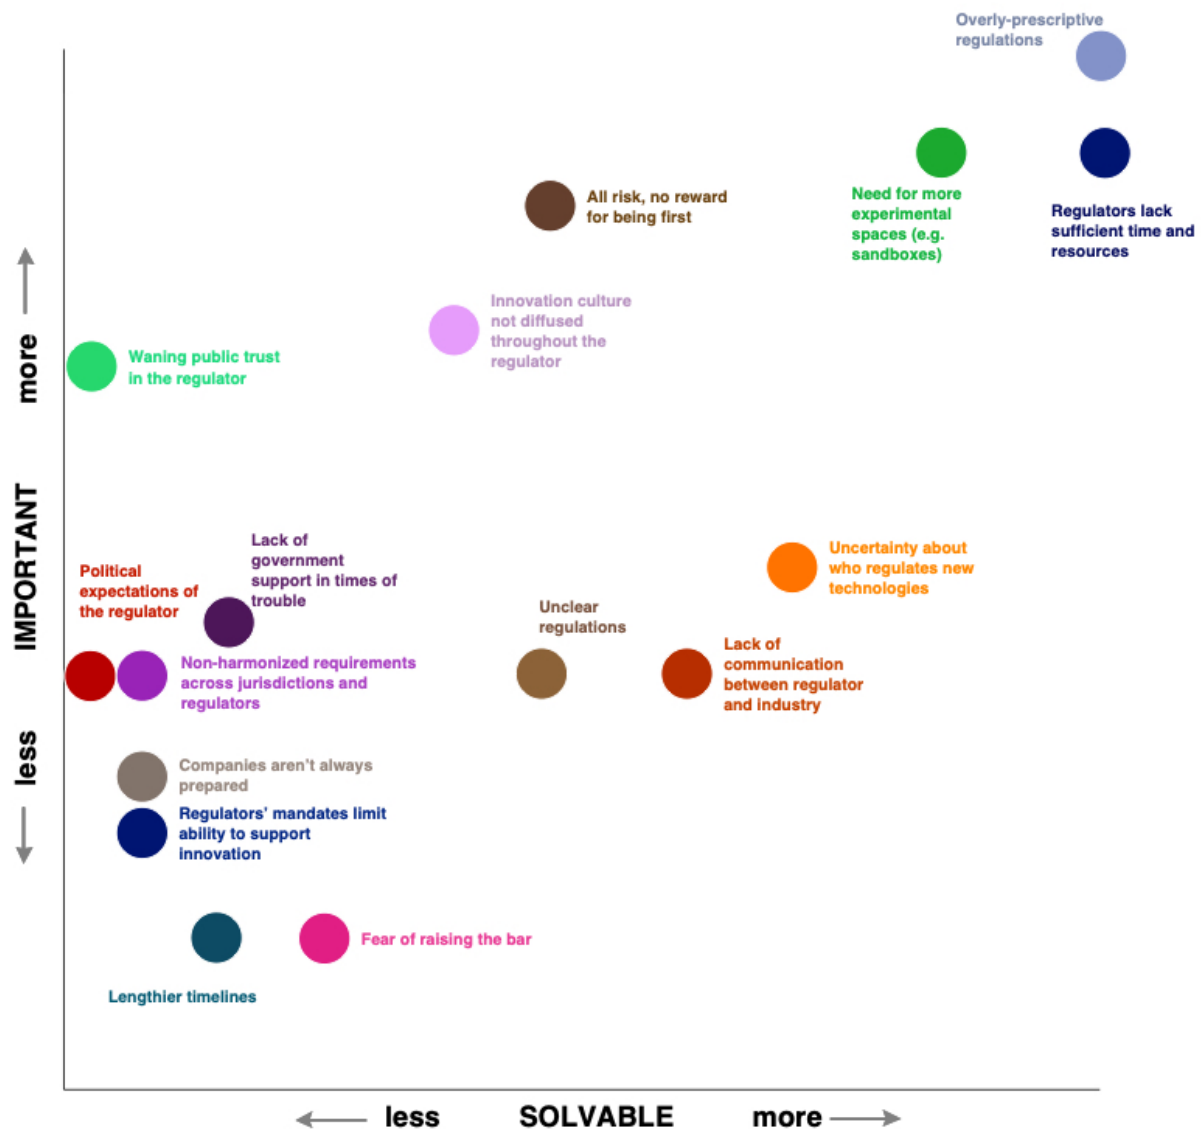 Overly-prescriptive
regulations
All risk, no reward
for being first
Need for more
experimental
spaces (e.g.
sandboxes)
Regulators lack
sufficient time and
resources
Innovation culture
not diffused
throughout the
regulator
Waning public trust
in the regulator
more
IMPORTANT
less
Lack of
government
support in times of
trouble
Political
expectations of
the regulator
Uncertainty about
who regulates new
technologies
Unclear
regulations
Non-harmonized requirements
across jurisdictions and
regulators
Lack of
communication
between regulator
and industry
Companies aren't always
prepared
Regulators' mandates limit
ability to support
innovation
Fear of raising the bar
Lengthier timelines
less SOLVABLE more